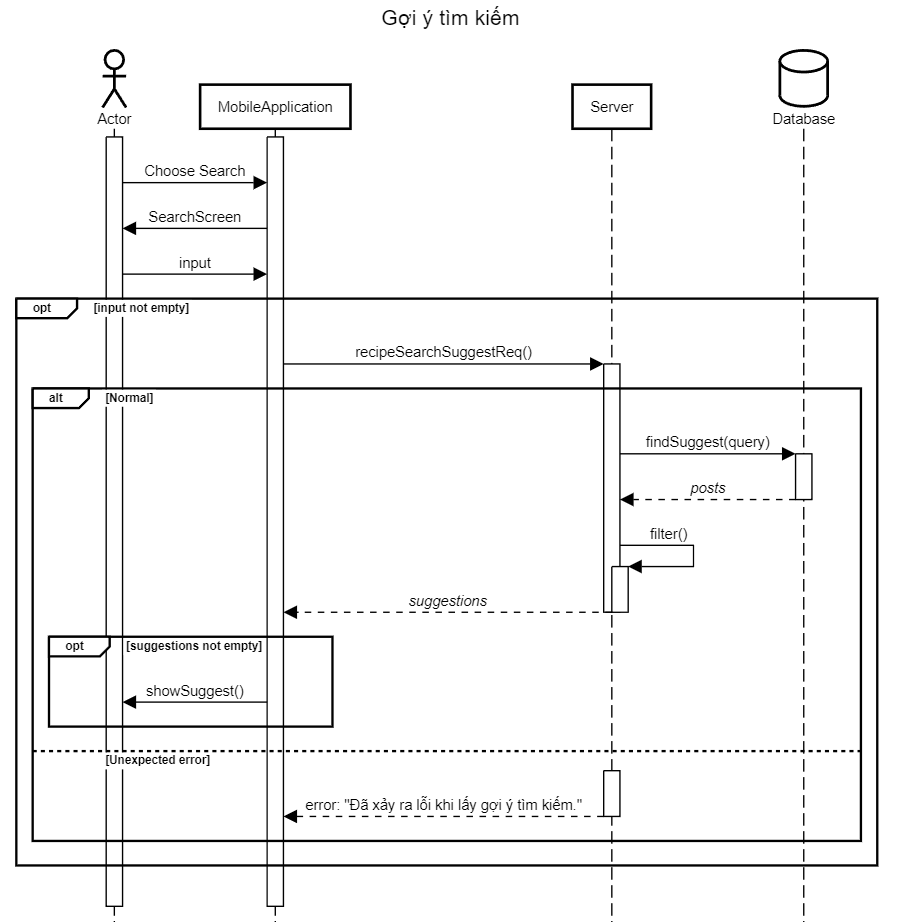 Gợi ý tìm kiếm
Actor
MobileApplication
Server
Database
Choose Search
SearchScreen
input
opt
[input not empty]
recipeSearchSuggestReq()
alt
[Normal]
findSuggest(query)
posts
filter()
suggestions
opt
[suggestions not empty]
showSuggest()
[Unexpected error]
error: "Đã xảy ra lỗi khi lấy gợi ý tìm kiếm."